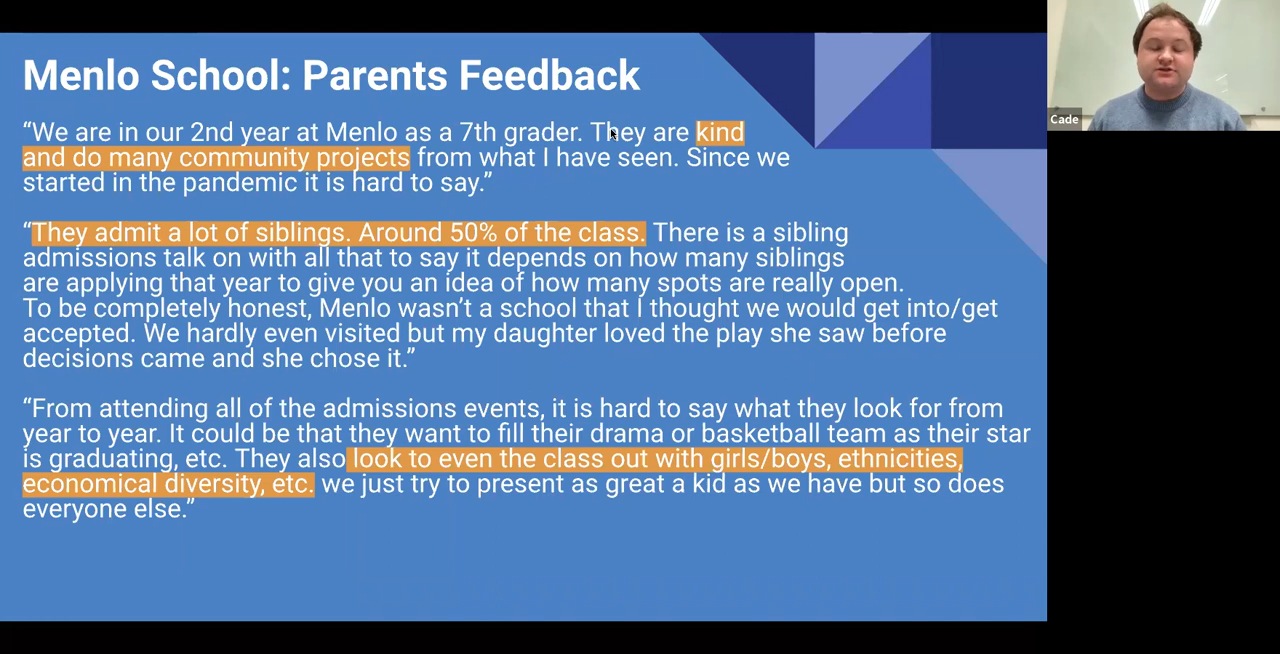 Menlo School: Parents Feedback
“We are in our 2nd year at Menlo as a 7th grader. They are kind
and do many community projects from what I have seen. Since we
started in the pandemic it is hard to say.”
“They admit a lot of siblings. Around 50% of the class. There is a sibling
admissions talk on with all that to say it depends on how many siblings
are applying that year to give you an idea of how many spots are really open.
To be completely honest, Menlo wasn’t a school that I thought we would get into/get
accepted. We hardly even visited but my daughter loved the play she saw before
decisions came and she chose it.”
“From attending all of the admissions events, it is hard to say what they look for from
year to year. It could be that they want to fill their drama or basketball team as their star
is graduating, etc. They also look to even the class out with girls/boys, ethnicities,
economical diversity, etc. we just try to present as great a kid as we have but so does
everyone else.”
Cade